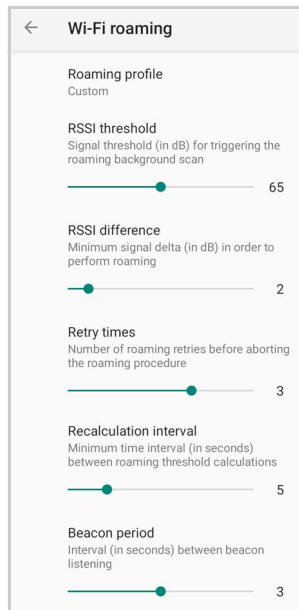 Wi-Fi roaming
Roaming profile
Custom
RSSI threshold
Signal threshold (in dB) for triggering the
roaming background scan
65
RSSI difference
Minimum signal delta (in dB) in order to
perform roaming
2
Retry times
Number of roaming retries before aborting
the roaming procedure
3
Recalculation interval
Minimum time interval (in seconds)
between roaming threshold calculations
5
Beacon period
Interval (in seconds) between beacon
listening
3